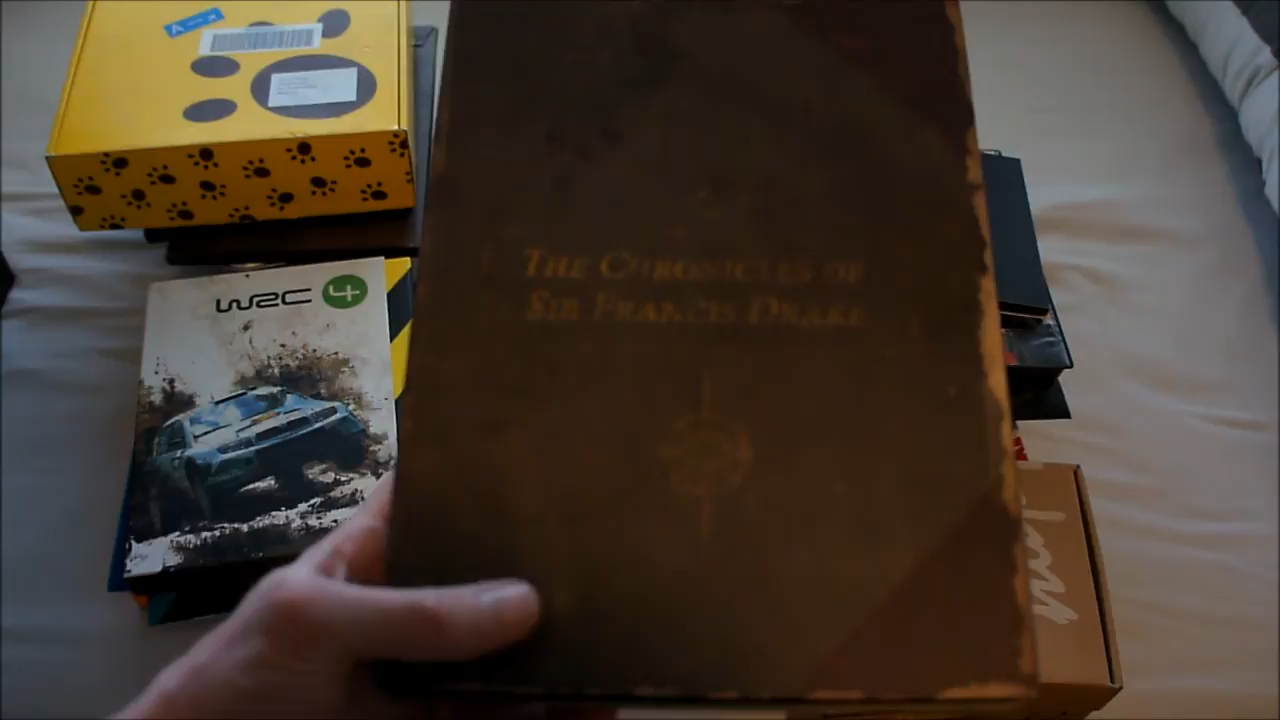 WRC 4
THE CHRONICLES OF
SIR FRANCIS DRAKE